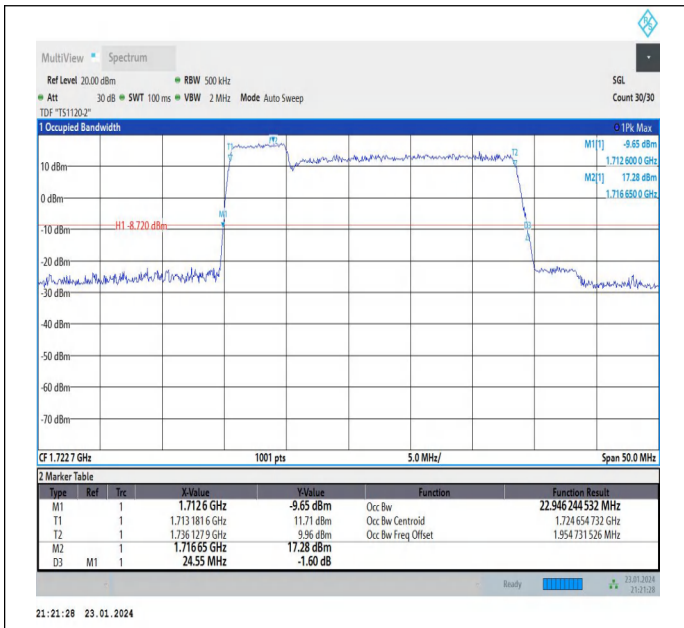 MultiView Spectrum
Ref Level 20.00 dBm RBW 500 kHz SGL
Att 30 dB SWT 100 ms VBW 2 MHz Mode Auto Sweep Count 30/30
TDF "TS1120-2"
1 Occupied Bandwidth 1Pk Max
M1[1] -9.65 dBm
1.712 600 0 GHz
M2[1] 17.28 dBm
1.716 650 0 GHz
T1
T2
10 dBm
0 dBm
M1
D3
H1 -8.720 dBm
-10 dBm
-20 dBm
-30 dBm
-40 dBm
-50 dBm
-60 dBm
-70 dBm
CF 1.722 7 GHz 1001 pts 5.0 MHz/ Span 50.0 MHz
2 Marker Table
Type Ref Trc X-Value Y-Value Function Function Result
M1 1 1.712 6 GHz -9.65 dBm Occ Bw 22.946 244 532 MHz
T1 1 1.713 181 6 GHz 11.71 dBm Occ Bw Centroid 1.724 654 732 GHz
T2 1 1.736 127 9 GHz 9.96 dBm Occ Bw Freq Offset 1.954 731 526 MHz
M2 1 1.716 65 GHz 17.28 dBm
D3 M1 1 24.55 MHz -1.60 dB
Ready 23.01.2024
21:21:28
21:21:28 23.01.2024